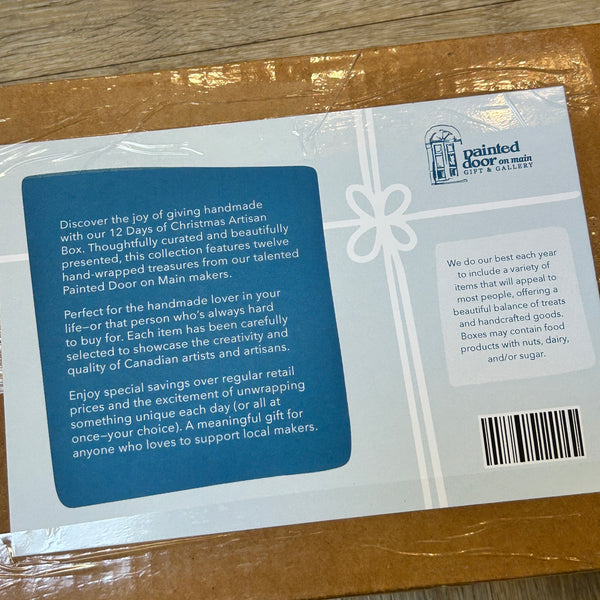 Discover the joy of giving handmade
with our 12 Days of Christmas Artisan
Box. Thoughtfully curated and beautifully
presented, this collection features twelve
hand-wrapped treasures from our talented
Painted Door on Main makers.
Perfect for the handmade lover in your
life—or that person who's always hard
to buy for. Each item has been carefully
selected to showcase the creativity and
quality of Canadian artists and artisans.
Enjoy special savings over regular retail
prices and the excitement of unwrapping
something unique each day (or all at
once—your choice). A meaningful gift for
anyone who loves to support local makers.
painted
door on main
GIFT & GALLERY
We do our best each year
to include a variety of
items that will appeal to
most people, offering a
beautiful balance of treats
and handcrafted goods.
Boxes may contain food
products with nuts, dairy,
and/or sugar.